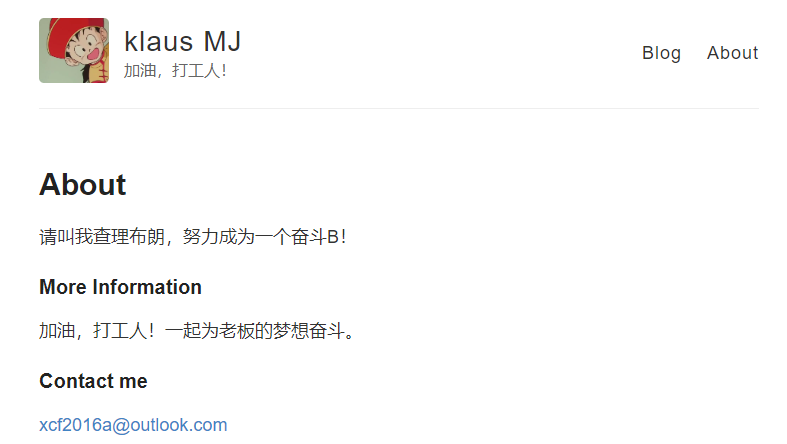 klaus MJ
加油，打工人！
Blog About
About
请叫我查理布朗，努力成为一个奋斗B！
More Information
加油，打工人！一起为老板的梦想奋斗。
Contact me
xcf2016a@outlook.com